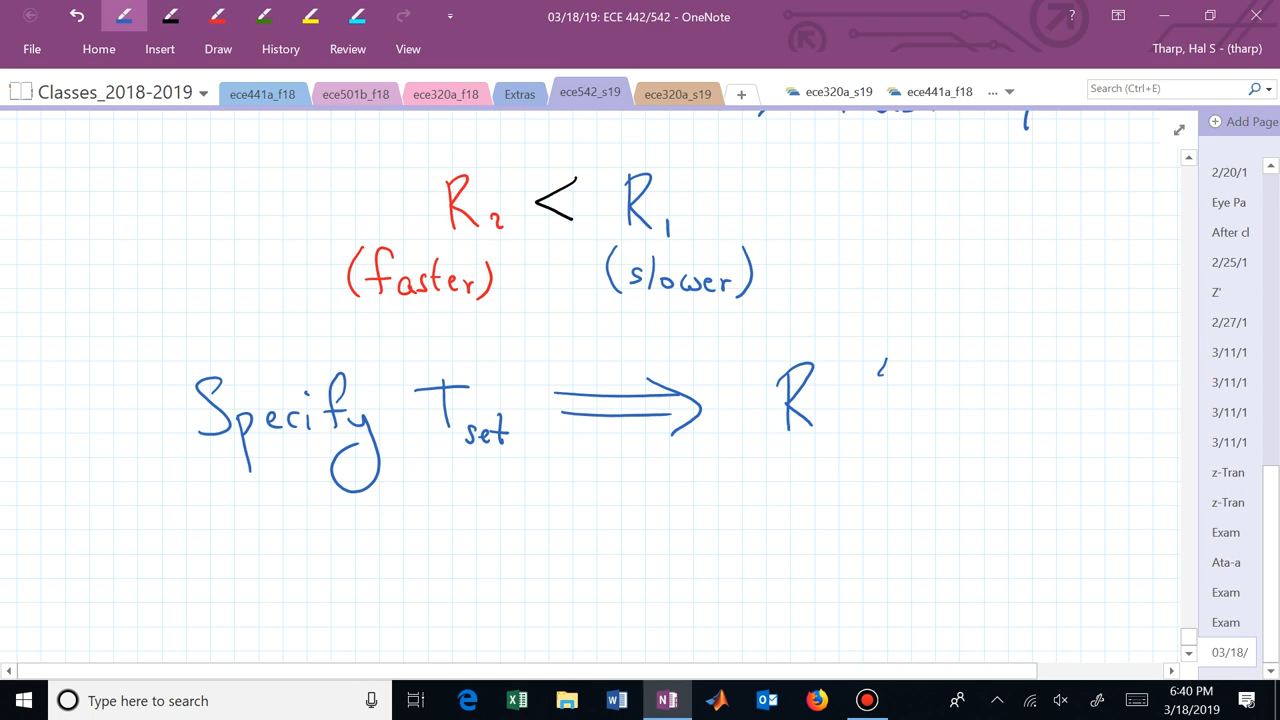 03/18/19: ECE 442/542 - OneNote
File Home Insert Draw History Review View
Tharp, Hal S - (tharp)
Classes_2018-2019
ece441a_f18 ece501b_f18 ece320a_f18 Extras ece542_s19 ece320a_s19 + ece320a_s19 ece441a_f18 ...
Search (Ctrl+E)
Add Page
2/20/1
Eye Pa
After cl
2/25/1
Z'
2/27/1
3/11/1
3/11/1
3/11/1
3/11/1
z-Tran
z-Tran
Exam
Ata-a
Exam
Exam
03/18/
R₂ < R₁
(faster) (slower)
Specify T_set ⟹ R
Type here to search
6:40 PM
3/18/2019